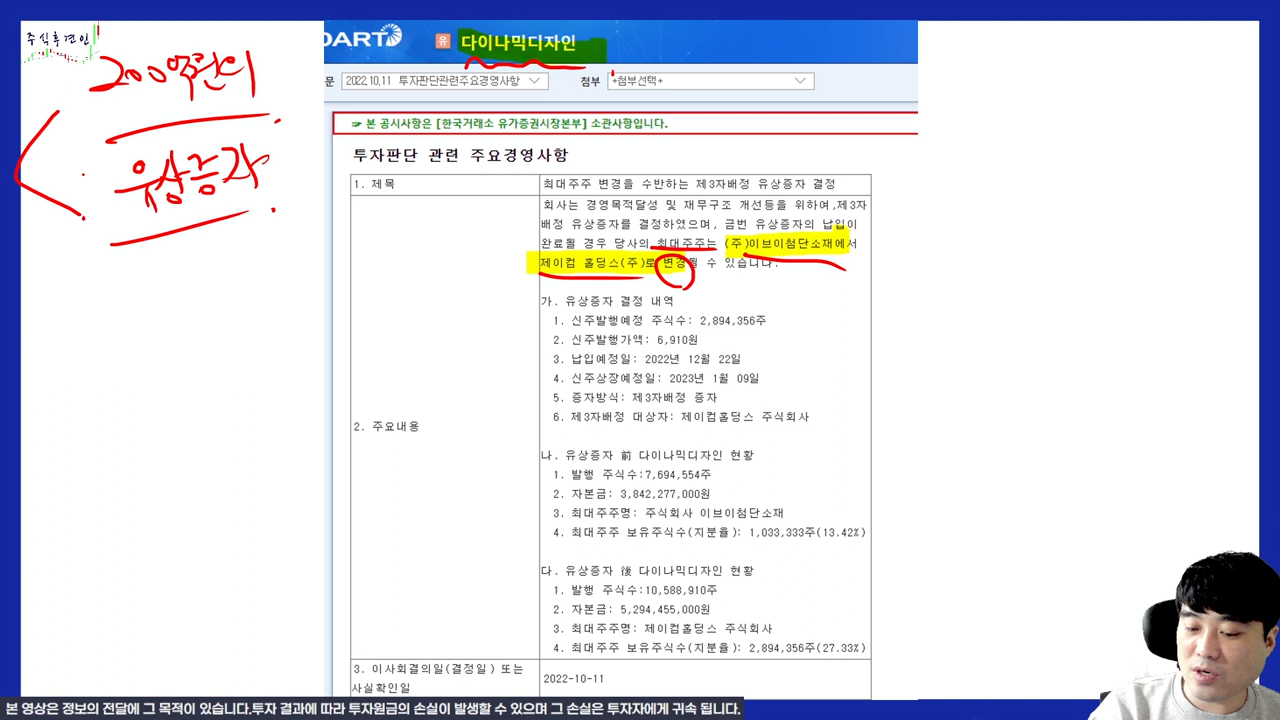 주식후견인
200억판의
유상증자
DART 유 다이나믹디자인
문 2022.10.11 투자판단관련주요경영사항 첨부 +첨부선택+
☞ 본 공시사항은 [한국거래소 유가증권시장본부] 소관사항입니다.
투자판단 관련 주요경영사항
1. 제목 최대주주 변경을 수반하는 제3자배정 유상증자 결정
2. 주요내용
회사는 경영목적달성 및 재무구조 개선등을 위하여,제3자
배정 유상증자를 결정하였으며, 금번 유상증자의 납입이
완료될 경우 당사의 최대주주는 (주)이브이첨단소재에서
제이컴 홀딩스(주)로 변경될 수 있습니다.
가. 유상증자 결정 내역
1. 신주발행예정 주식수: 2,894,356주
2. 신주발행가액: 6,910원
3. 납입예정일: 2022년 12월 22일
4. 신주상장예정일: 2023년 1월 09일
5. 증자방식: 제3자배정 증자
6. 제3자배정 대상자: 제이컴홀딩스 주식회사
나. 유상증자 前 다이나믹디자인 현황
1. 발행 주식수:7,694,554주
2. 자본금: 3,842,277,000원
3. 최대주주명: 주식회사 이브이첨단소재
4. 최대주주 보유주식수(지분율): 1,033,333주(13.42%)
다. 유상증자 後 다이나믹디자인 현황
1. 발행 주식수:10,588,910주
2. 자본금: 5,294,455,000원
3. 최대주주명: 제이컴홀딩스 주식회사
4. 최대주주 보유주식수(지분율): 2,894,356주(27.33%)
3. 이사회결의일(결정일) 또는
사실확인일 2022-10-11
본 영상은 정보의 전달에 그 목적이 있습니다.투자 결과에 따라 투자원금의 손실이 발생할 수 있으며 그 손실은 투자자에게 귀속 됩니다.